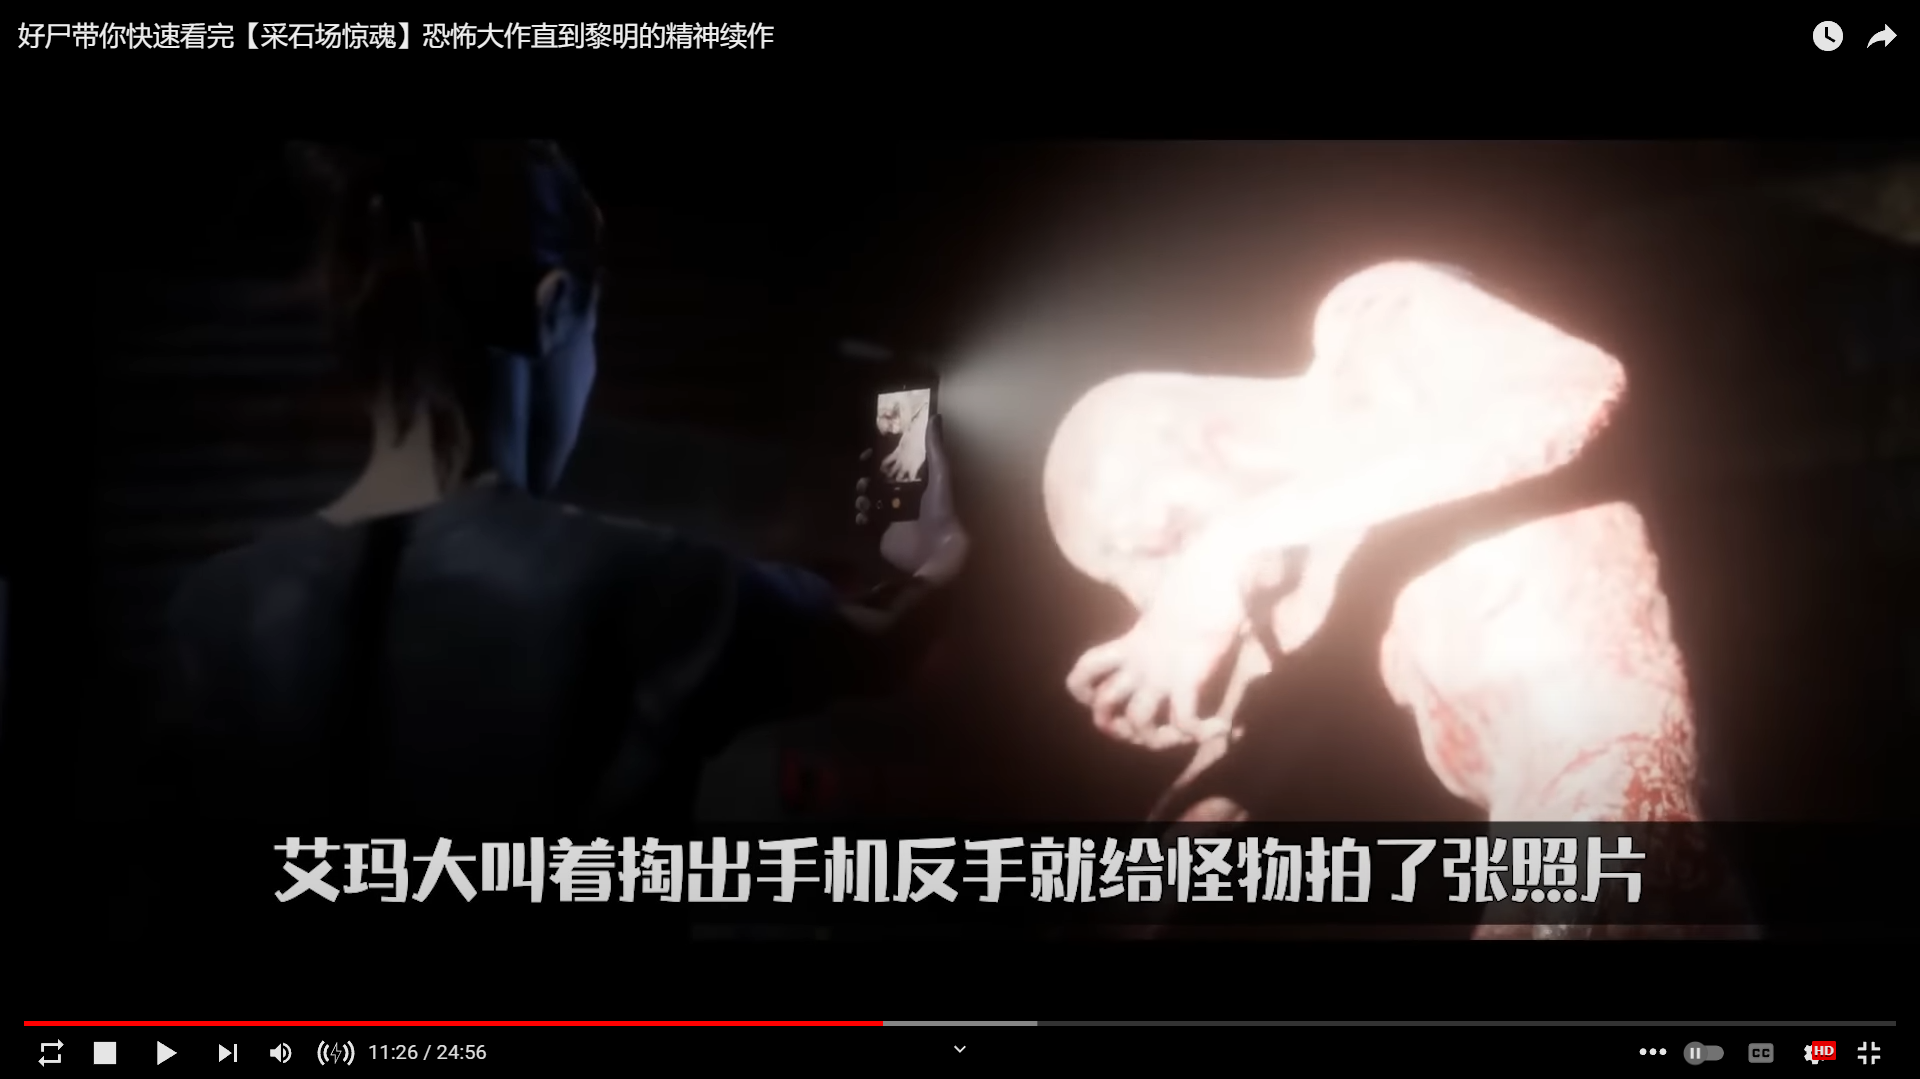 好尸带你快速看完【采石场惊魂】恐怖大作直到黎明的精神续作
艾玛大叫着掏出手机反手就给怪物拍了张照片
11:26 / 24:56
CC
HD